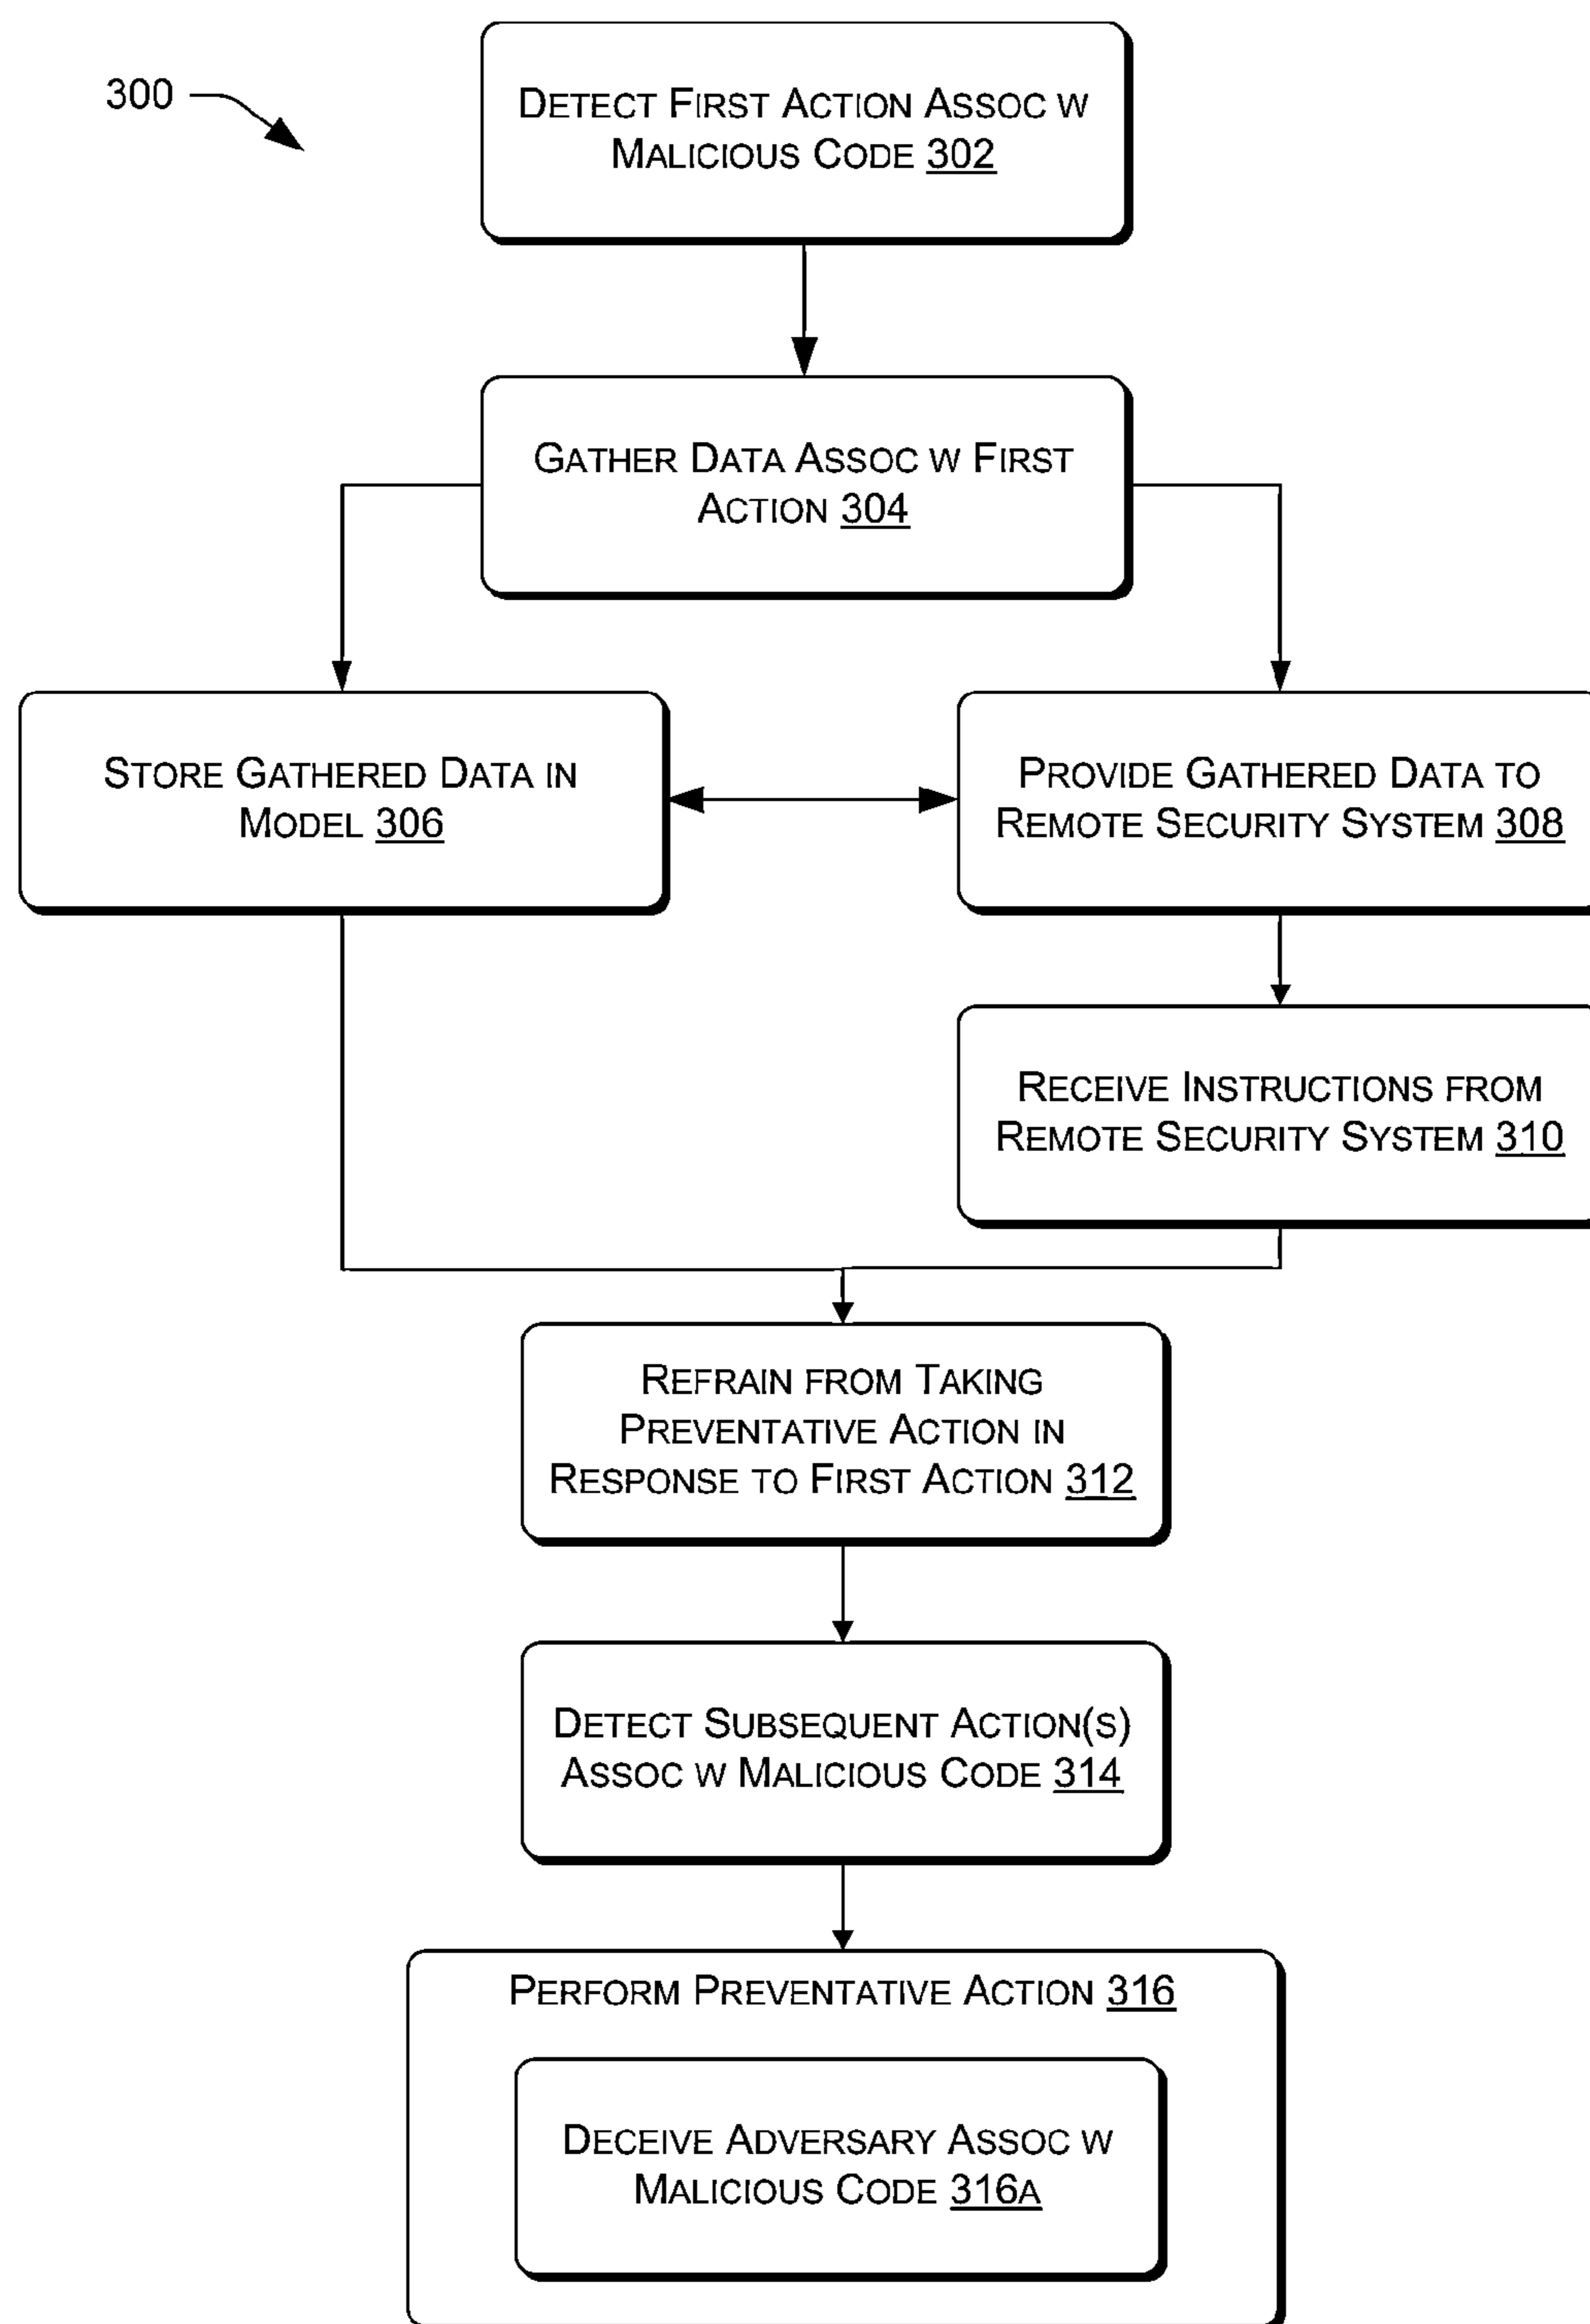 300
DETECT FIRST ACTION ASSOC W
MALICIOUS CODE 302
GATHER DATA ASSOC W FIRST
ACTION 304
STORE GATHERED DATA IN
MODEL 306
PROVIDE GATHERED DATA TO
REMOTE SECURITY SYSTEM 308
RECEIVE INSTRUCTIONS FROM
REMOTE SECURITY SYSTEM 310
REFRAIN FROM TAKING
PREVENTATIVE ACTION IN
RESPONSE TO FIRST ACTION 312
DETECT SUBSEQUENT ACTION(S)
ASSOC W MALICIOUS CODE 314
PERFORM PREVENTATIVE ACTION 316
DECEIVE ADVERSARY ASSOC W
MALICIOUS CODE 316A